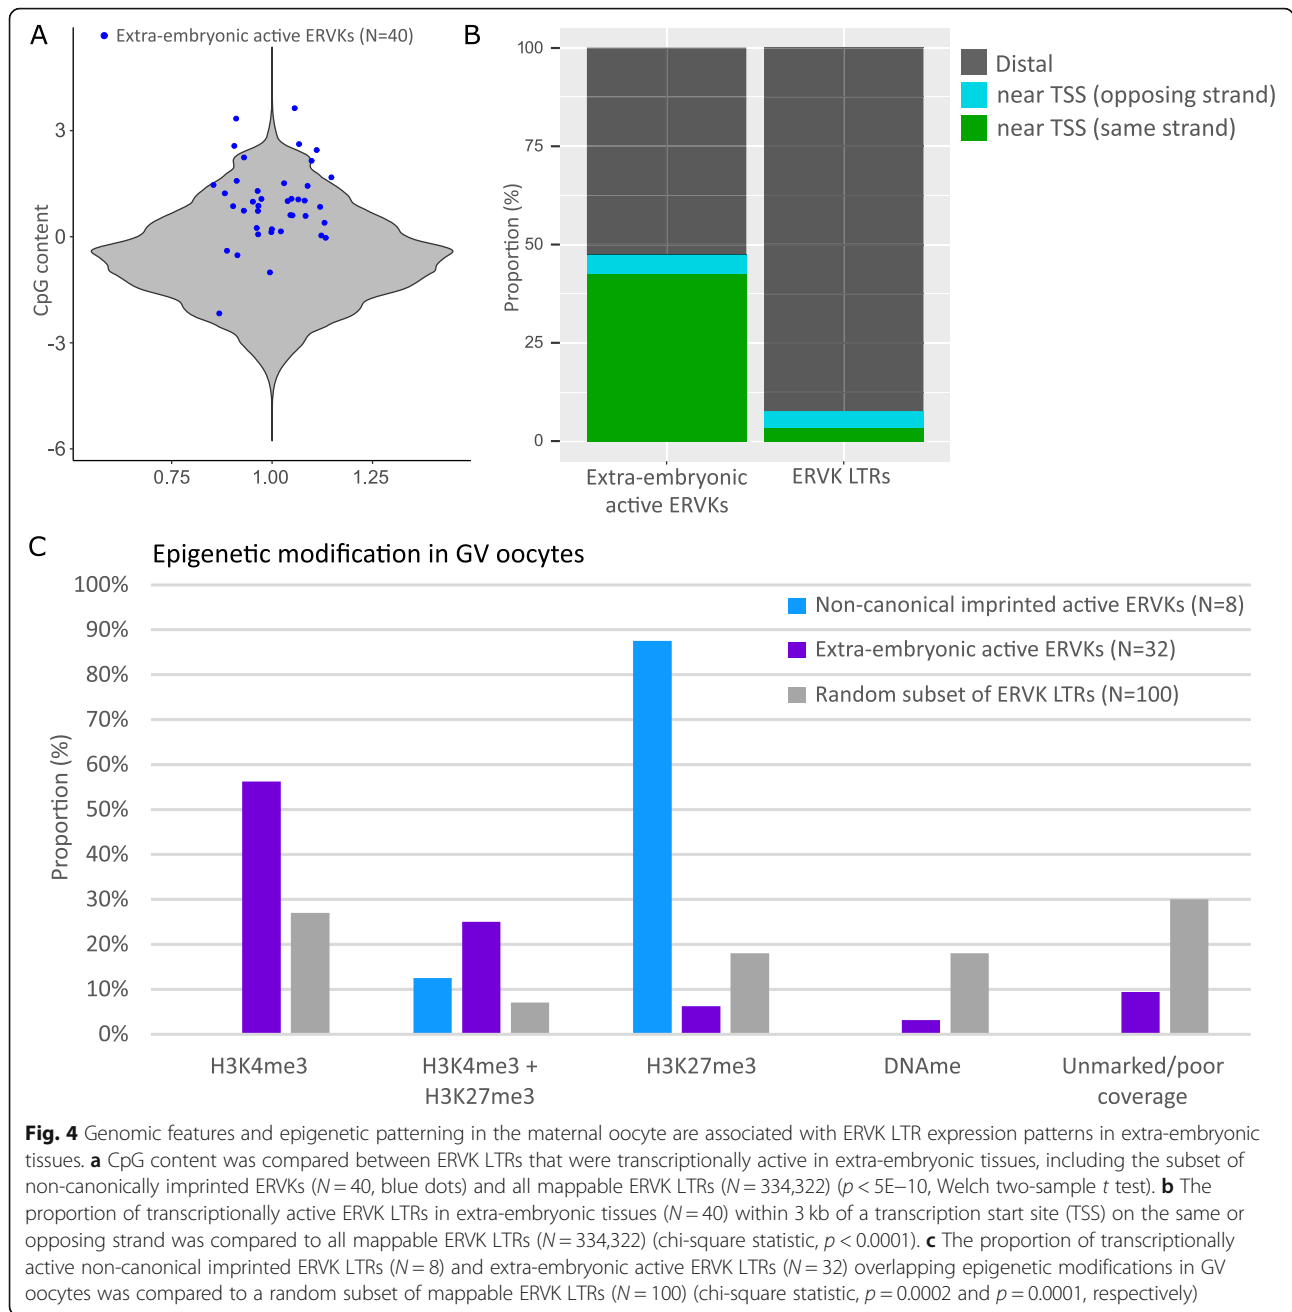 A
Extra-embryonic active ERVKs (N=40)
CpG content
3
0
-3
-6
0.75 1.00 1.25
B
Proportion (%)
100
75
50
25
0
Extra-embryonic
active ERVKs
ERVK LTRs
Distal
near TSS (opposing strand)
near TSS (same strand)
C
Epigenetic modification in GV oocytes
Proportion (%)
100%
90%
80%
70%
60%
50%
40%
30%
20%
10%
0%
Non-canonical imprinted active ERVKs (N=8)
Extra-embryonic active ERVKs (N=32)
Random subset of ERVK LTRs (N=100)
H3K4me3
H3K4me3 +
H3K27me3
H3K27me3
DNAme
Unmarked/poor
coverage
Fig. 4 Genomic features and epigenetic patterning in the maternal oocyte are associated with ERVK LTR expression patterns in extra-embryonic
tissues. a CpG content was compared between ERVK LTRs that were transcriptionally active in extra-embryonic tissues, including the subset of
non-canonically imprinted ERVKs (N = 40, blue dots) and all mappable ERVK LTRs (N = 334,322) (p < 5E−10, Welch two-sample t test). b The
proportion of transcriptionally active ERVK LTRs in extra-embryonic tissues (N = 40) within 3 kb of a transcription start site (TSS) on the same or
opposing strand was compared to all mappable ERVK LTRs (N = 334,322) (chi-square statistic, p < 0.0001). c The proportion of transcriptionally
active non-canonical imprinted ERVK LTRs (N = 8) and extra-embryonic active ERVK LTRs (N = 32) overlapping epigenetic modifications in GV
oocytes was compared to a random subset of mappable ERVK LTRs (N = 100) (chi-square statistic, p = 0.0002 and p = 0.0001, respectively)